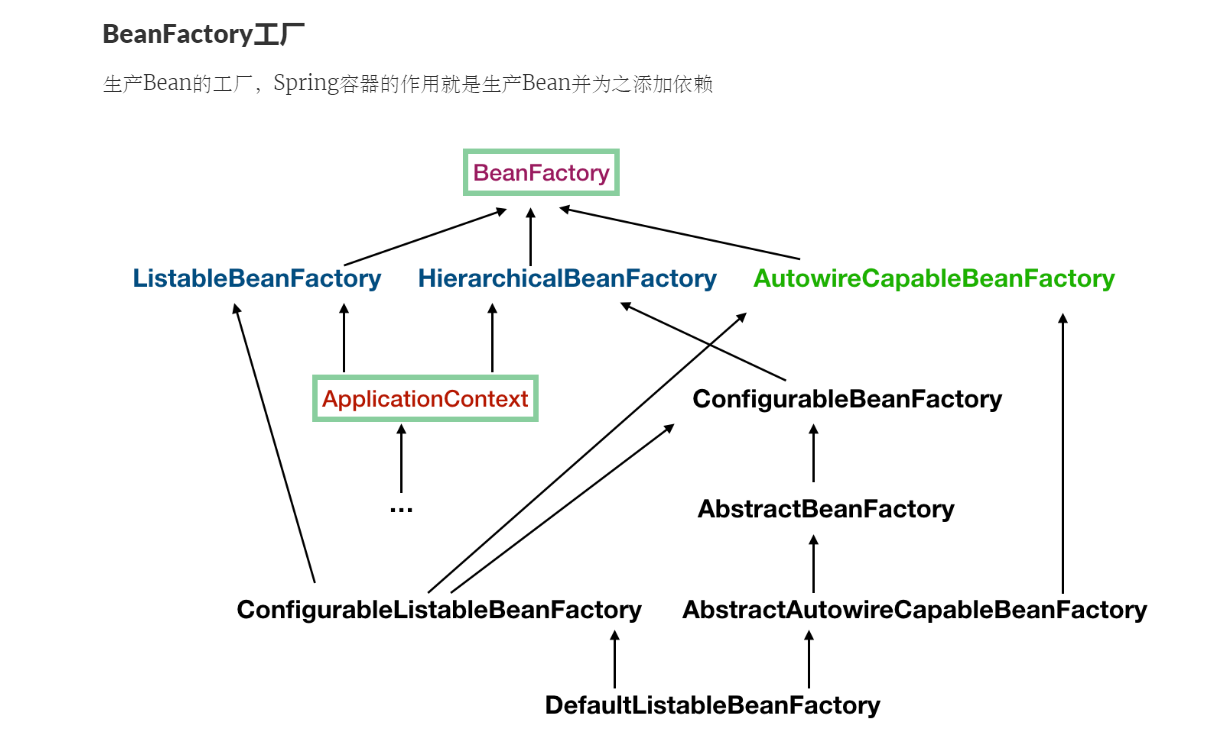 BeanFactory工厂
生产Bean的工厂，Spring容器的作用就是生产Bean并为之添加依赖
BeanFactory
ListableBeanFactory HierarchicalBeanFactory AutowireCapableBeanFactory
ApplicationContext ConfigurableBeanFactory
... AbstractBeanFactory
ConfigurableListableBeanFactory AbstractAutowireCapableBeanFactory
DefaultListableBeanFactory